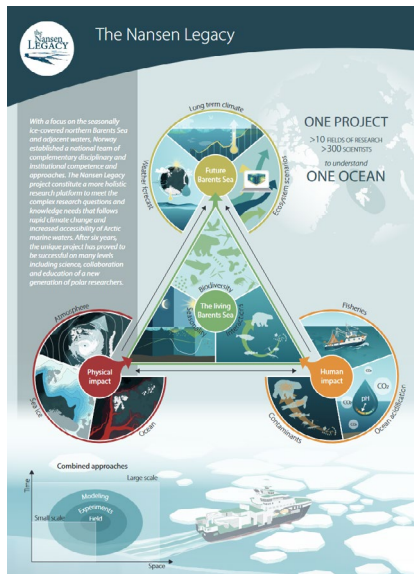 the
NANSEN
LEGACY
The Nansen Legacy
With a focus on the seasonally
ice-covered northern Barents Sea
and adjacent waters, Norway
established a national team of
complementary disciplinary and
institutional competence and
approaches. The Nansen Legacy
project constitute a more holistic
research platform to meet the
complex research questions and
knowledge needs that follows
rapid climate change and
increased accessibility of Arctic
marine waters. After six years,
the unique project has proved to
be successful on many levels
including science, collaboration
and education of a new
generation of polar researchers.
ONE PROJECT
>10 FIELDS OF RESEARCH
>300 SCIENTISTS
to understand
ONE OCEAN
Long term climate
Weather forecast
Future
Barents Sea
Ecosystem scenarios
Biodiversity
Seasonality
The living
Barents Sea
Interactions
Atmosphere
Physical
impact
Sea ice
Ocean
Fisheries
Human
impact
CO₂
CO₂
CO₂
CO₂
pH
Contaminants
Ocean acidification
Combined approaches
Large scale
Time
Modeling
Experiments
Field
Small scale
Space